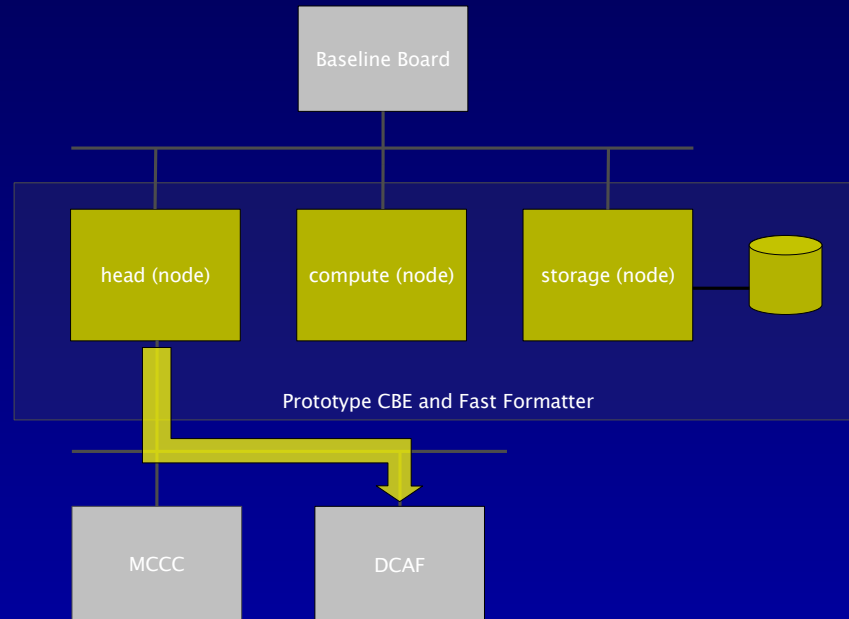 Baseline Board
head (node)
compute (node)
storage (node)
Prototype CBE and Fast Formatter
MCCC
DCAF